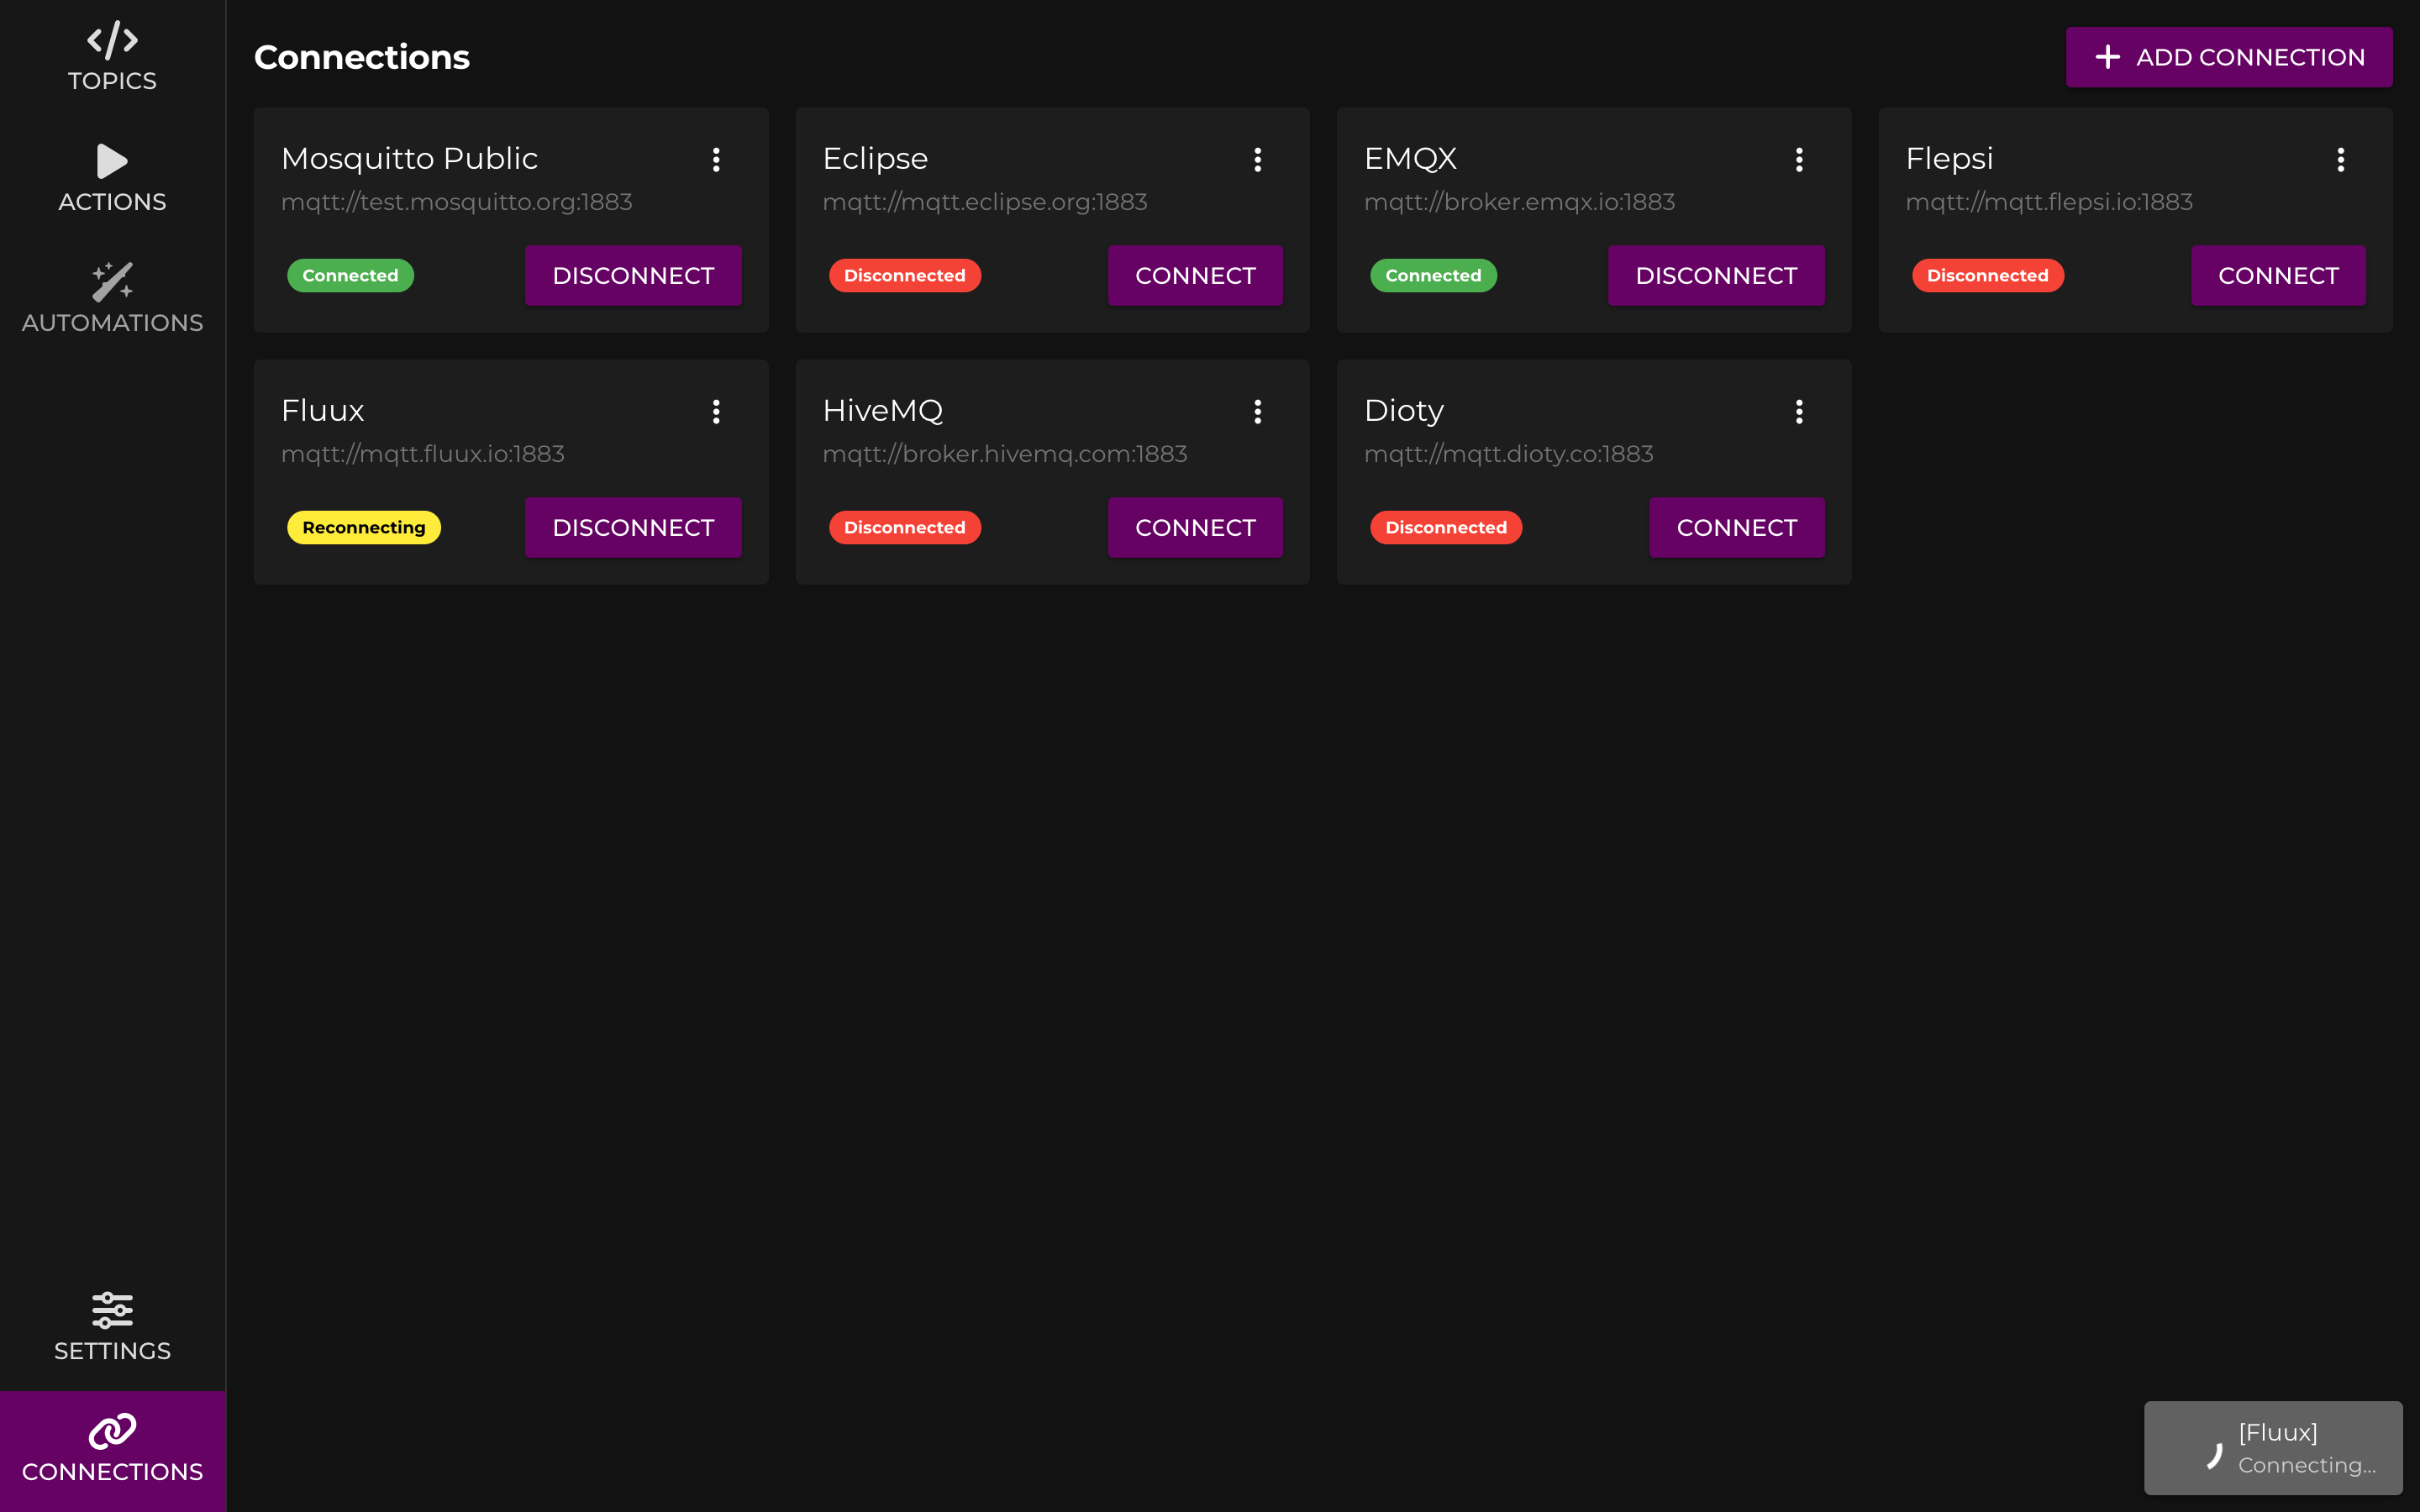 TOPICS
ACTIONS
AUTOMATIONS
SETTINGS
CONNECTIONS
Connections
ADD CONNECTION
Mosquitto Public
mqtt://test.mosquitto.org:1883
Connected
DISCONNECT
Eclipse
mqtt://mqtt.eclipse.org:1883
Disconnected
CONNECT
EMQX
mqtt://broker.emqx.io:1883
Connected
DISCONNECT
Flepsi
mqtt://mqtt.flepsi.io:1883
Disconnected
CONNECT
Fluux
mqtt://mqtt.fluux.io:1883
Reconnecting
DISCONNECT
HiveMQ
mqtt://broker.hivemq.com:1883
Disconnected
CONNECT
Dioty
mqtt://mqtt.dioty.co:1883
Disconnected
CONNECT
[Fluux]
Connecting...